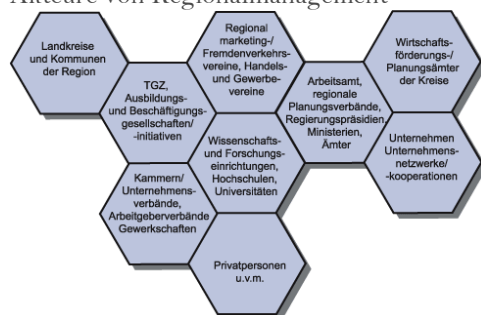 Akteure von Regionalmanagement
Landkreise
und Kommunen
der Region
TGZ,
Ausbildungs-
und Beschäftigungs-
gesellschaften/
-initiativen
Regional
marketing-/
Fremdenverkehrs-
vereine, Handels-
und Gewerbe-
vereine
Arbeitsamt,
regionale
Planungsverbände,
Regierungspräsidien,
Ministerien,
Ämter
Wirtschafts-
förderungs-/
Planungsämter
der Kreise
Kammern/
Unternehmens-
verbände,
Arbeitgeberverbände
Gewerkschaften
Wissenschafts-
und Forschungs-
einrichtungen,
Hochschulen,
Universitäten
Unternehmen
Unternehmens-
netzwerke/
-kooperationen
Privatpersonen
u.v.m.